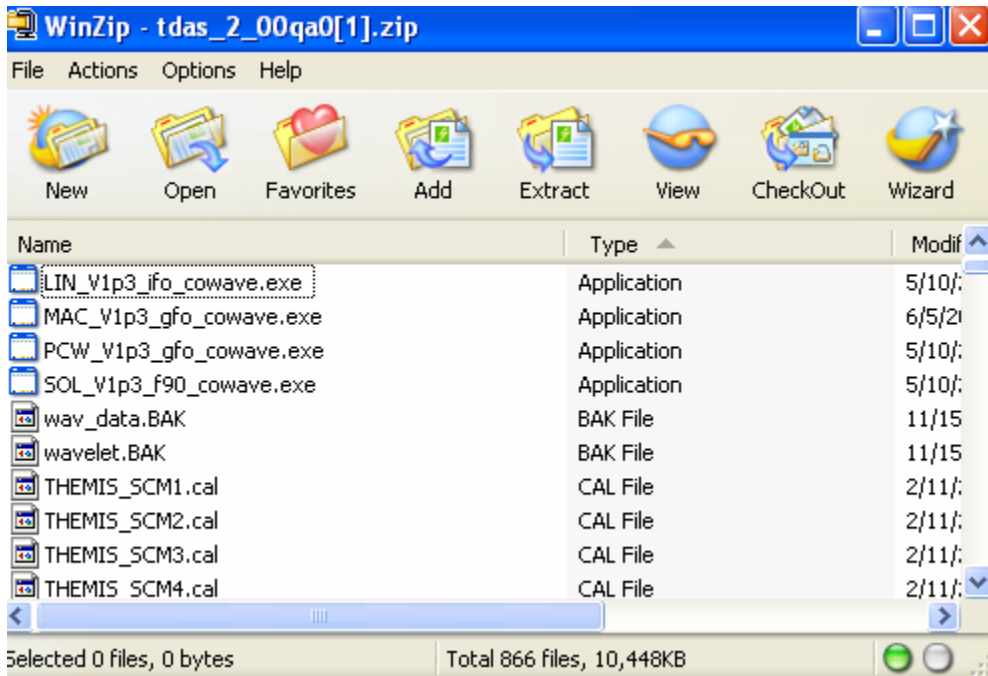 WinZip - tdas_2_00qa0[1].zip
File Actions Options Help
New Open Favorites Add Extract View CheckOut Wizard
Name Type Modif
LIN_V1p3_ifo_cowave.exe Application 5/10/
MAC_V1p3_gfo_cowave.exe Application 6/5/2
PCW_V1p3_gfo_cowave.exe Application 5/10/
SOL_V1p3_f90_cowave.exe Application 5/10/
wav_data.BAK BAK File 11/15
wavelet.BAK BAK File 11/15
THEMIS_SCM1.cal CAL File 2/11/
THEMIS_SCM2.cal CAL File 2/11/
THEMIS_SCM3.cal CAL File 2/11/
THEMIS_SCM4.cal CAL File 2/11/
Selected 0 files, 0 bytes Total 866 files, 10,448KB